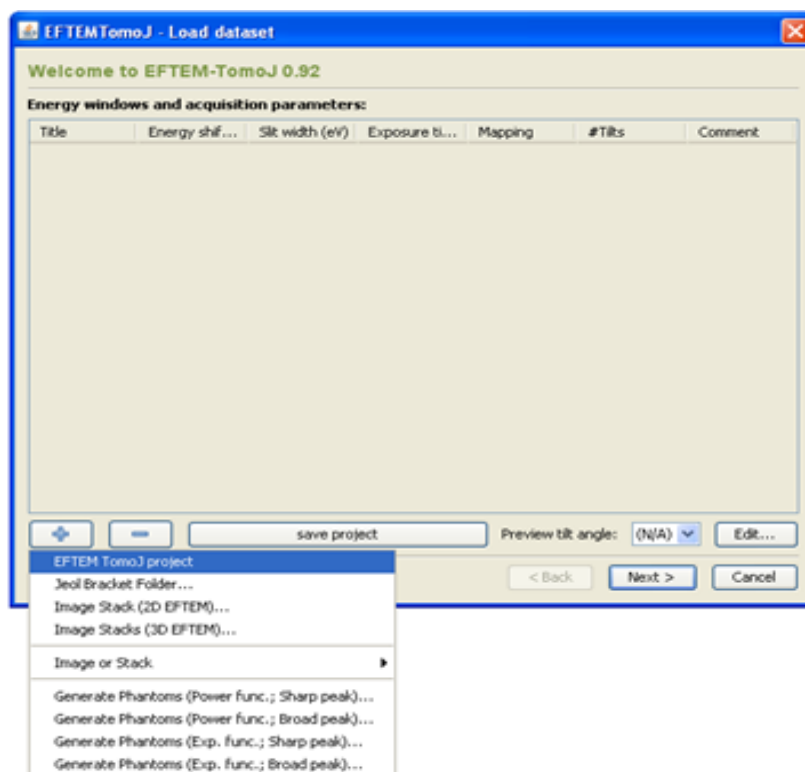 EFTEMTomoJ - Load dataset
Welcome to EFTEM-TomoJ 0.92
Energy windows and acquisition parameters:
Title Energy shif... Slit width (eV) Exposure ti... Mapping #Tilts Comment
save project Preview tilt angle: (N/A) Edit...
EFTEM TomoJ project
Jeol Bracket Folder...
< Back Next > Cancel
Image Stack (2D EFTEM)...
Image Stacks (3D EFTEM)...
Image or Stack
Generate Phantoms (Power func.; Sharp peak)...
Generate Phantoms (Power func.; Broad peak)...
Generate Phantoms (Exp. func.; Sharp peak)...
Generate Phantoms (Exp. func.; Broad peak)...